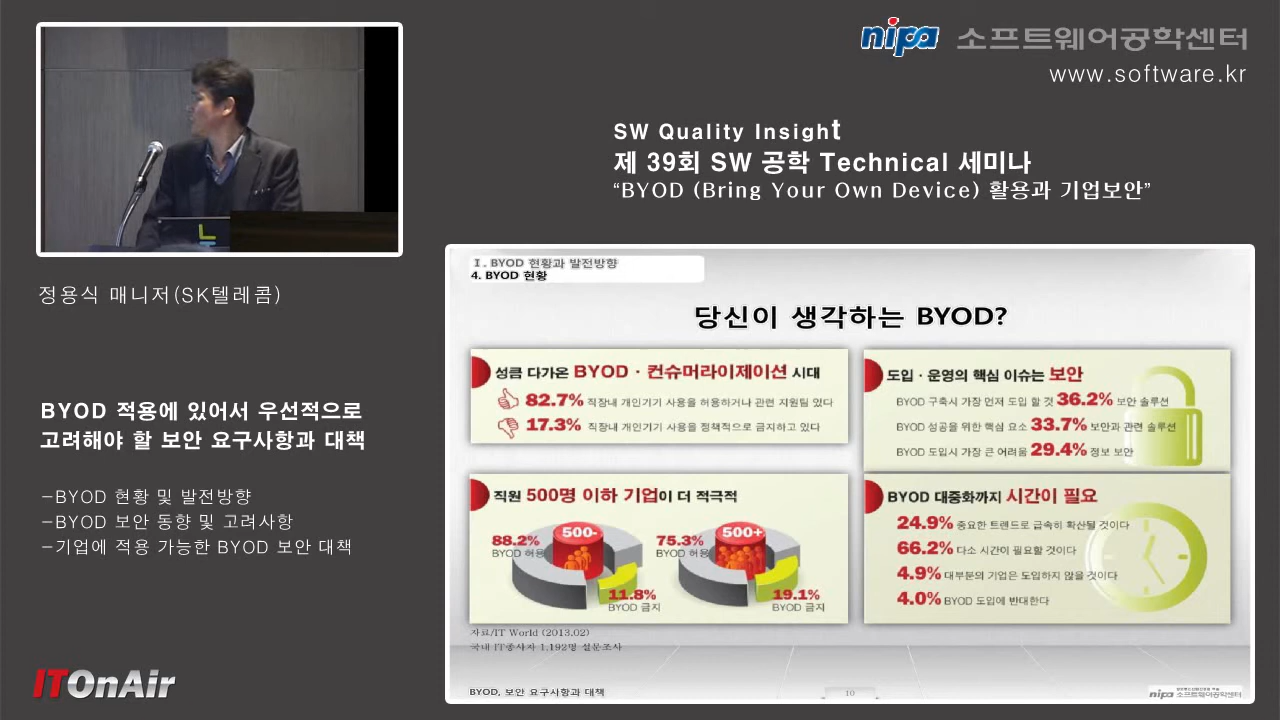 nipa 소프트웨어공학센터
www.software.kr
SW Quality Insight
제 39회 SW 공학 Technical 세미나
“BYOD (Bring Your Own Device) 활용과 기업보안”
정용식 매니저(SK텔레콤)
BYOD 적용에 있어서 우선적으로
고려해야 할 보안 요구사항과 대책
-BYOD 현황 및 발전방향
-BYOD 보안 동향 및 고려사항
-기업에 적용 가능한 BYOD 보안 대책
ITOnAir
I. BYOD 현황과 발전방향
4. BYOD 현황
당신이 생각하는 BYOD?
성큼 다가온 BYOD · 컨슈머라이제이션 시대
82.7% 직장내 개인기기 사용을 허용하거나 관련 지원팀 있다
17.3% 직장내 개인기기 사용을 정책적으로 금지하고 있다
도입 · 운영의 핵심 이슈는 보안
BYOD 구축시 가장 먼저 도입 할 것 36.2% 보안 솔루션
BYOD 성공을 위한 핵심 요소 33.7% 보안과 관련 솔루션
BYOD 도입시 가장 큰 어려움 29.4% 정보 보안
직원 500명 이하 기업이 더 적극적
500-
88.2%
BYOD 허용
11.8%
BYOD 금지
500+
75.3%
BYOD 허용
19.1%
BYOD 금지
BYOD 대중화까지 시간이 필요
24.9% 중요한 트렌드로 급속히 확산될 것이다
66.2% 다소 시간이 필요할 것이다
4.9% 대부분의 기업은 도입하지 않을 것이다
4.0% BYOD 도입에 반대한다
자료/IT World (2013.02)
국내 IT종사자 1,192명 설문조사
BYOD, 보안 요구사항과 대책
10
nipa 소프트웨어공학센터